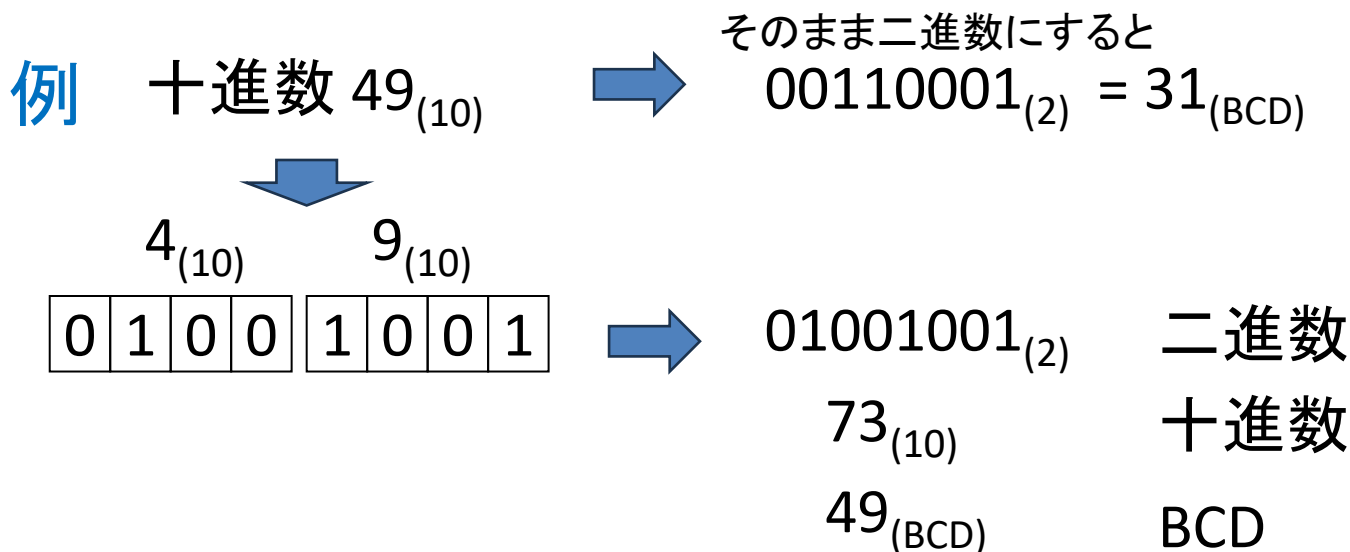 そのまま二進数にすると
例 十進数 49(10) 00110001(2) = 31(BCD)
4(10) 9(10)
0 1 0 0 1 0 0 1 01001001(2) 二進数
73(10) 十進数
49(BCD) BCD